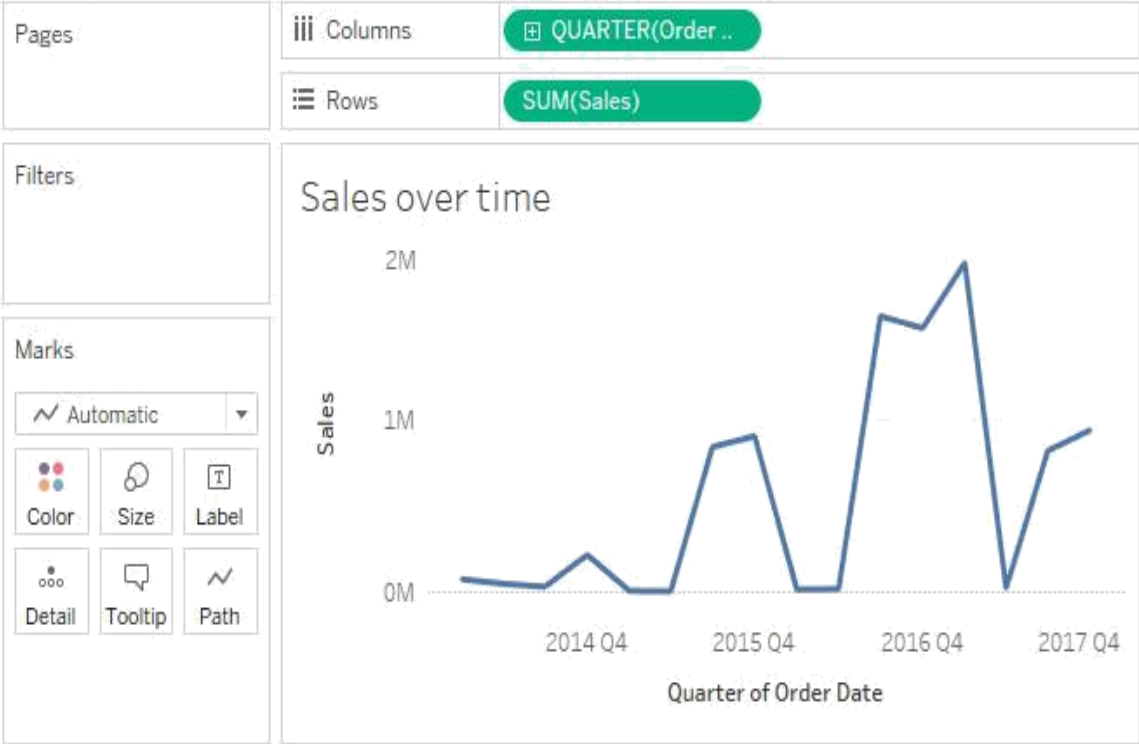 Pages
Columns
QUARTER(Order ..
Rows
SUM(Sales)
Filters
Marks
Automatic
Color
Size
T
Label
Detail
Tooltip
Path
Sales over time
2M
1M
0M
Sales
2014 Q4
2015 Q4
2016 Q4
2017 Q4
Quarter of Order Date